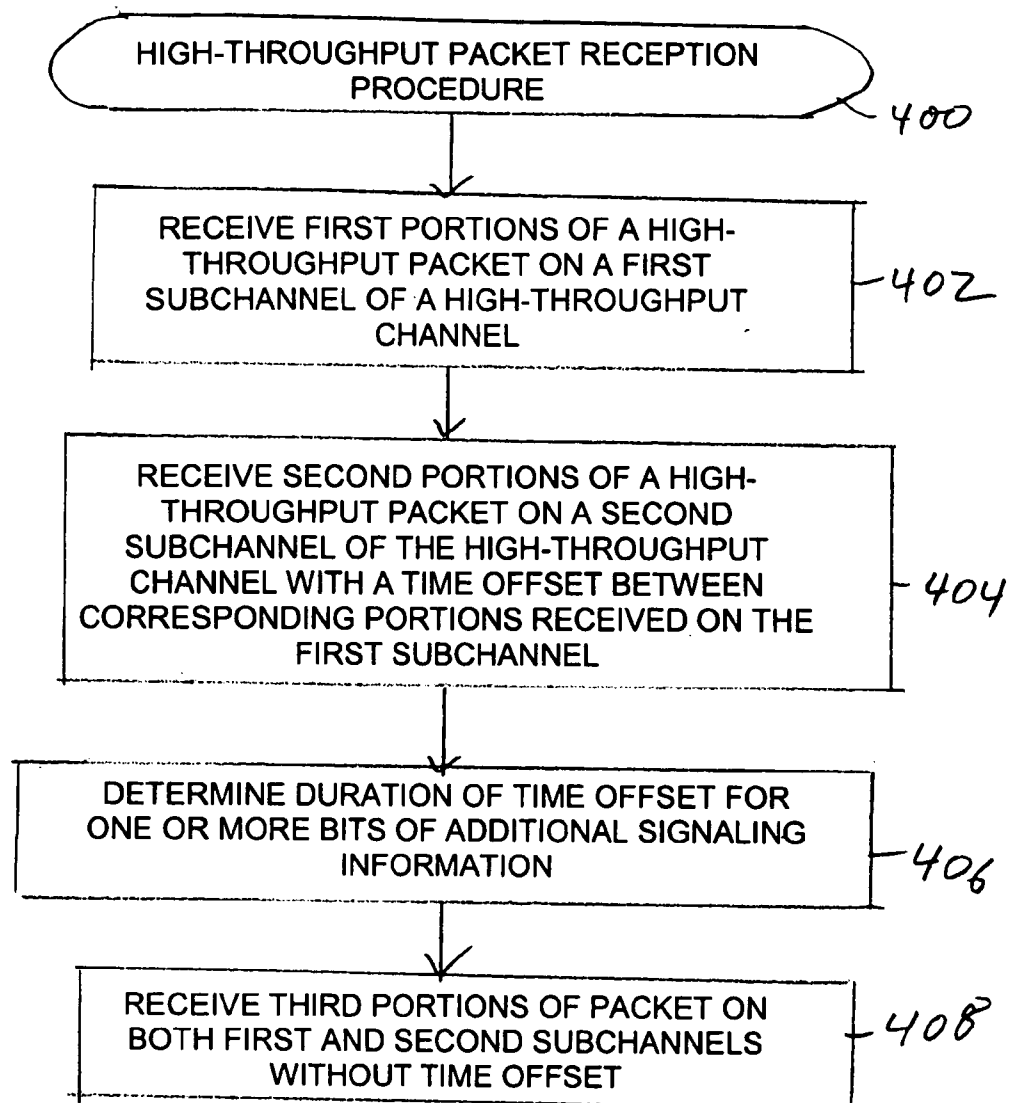 HIGH-THROUGHPUT PACKET RECEPTION
PROCEDURE
400
RECEIVE FIRST PORTIONS OF A HIGH-
THROUGHPUT PACKET ON A FIRST
SUBCHANNEL OF A HIGH-THROUGHPUT
CHANNEL
402
RECEIVE SECOND PORTIONS OF A HIGH-
THROUGHPUT PACKET ON A SECOND
SUBCHANNEL OF THE HIGH-THROUGHPUT
CHANNEL WITH A TIME OFFSET BETWEEN
CORRESPONDING PORTIONS RECEIVED ON THE
FIRST SUBCHANNEL
404
DETERMINE DURATION OF TIME OFFSET FOR
ONE OR MORE BITS OF ADDITIONAL SIGNALING
INFORMATION
406
RECEIVE THIRD PORTIONS OF PACKET ON
BOTH FIRST AND SECOND SUBCHANNELS
WITHOUT TIME OFFSET
408